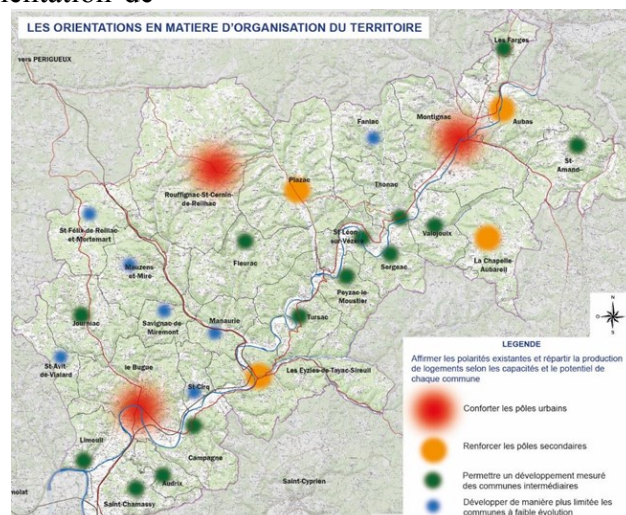 entation de
LES ORIENTATIONS EN MATIERE D'ORGANISATION DU TERRITOIRE
vers PERIGUEUX
Les Farges
Montignac
Aubas
Fanlac
St-
Amand-
Rouffignac-St-Cernin-
de-Reilhac
Plazac
Thonac
St-Félix-de-Reillac-
et-Mortemart
St-Léon
sur-Vézère
Valojoulx
Fleurac
Sergeac
La Chapelle
Aubareil
Mauzens
et-Miré-
Peyzac-le-
Moustier
Journiac
Savignac-de-
Miremont
Manaurie
Tursac
St-Avit
de-Vialard
le Bugue
St-Cirq
Les Eyzies-de-Tayac-Sireuil
Limeuil
Campagne
Audrix
Saint-Chamassy
Saint-Cyprien
molat
N
O
E
S
LEGENDE
Affirmer les polarités existantes et répartir la production
de logements selon les capacités et le potentiel de
chaque commune
Conforter les pôles urbains
Renforcer les pôles secondaires
Permettre un développement mesuré
des communes intermédiaires
Développer de manière plus limitée les
communes à faible évolution